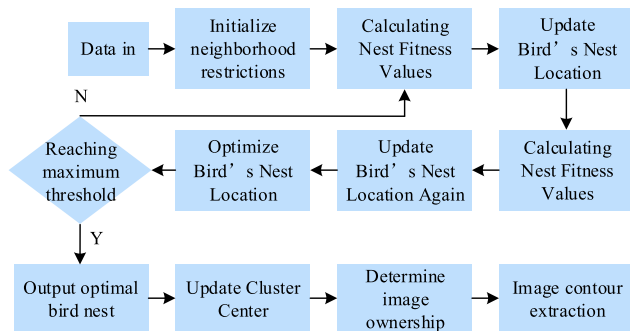 Data in
Initialize
neighborhood
restrictions
Calculating
Nest Fitness
Values
Update
Bird’s Nest
Location
N
Reaching
maximum
threshold
Optimize
Bird’s Nest
Location
Update
Bird’s Nest
Location Again
Calculating
Nest Fitness
Values
Y
Output optimal
bird nest
Update Cluster
Center
Determine
image
ownership
Image contour
extraction